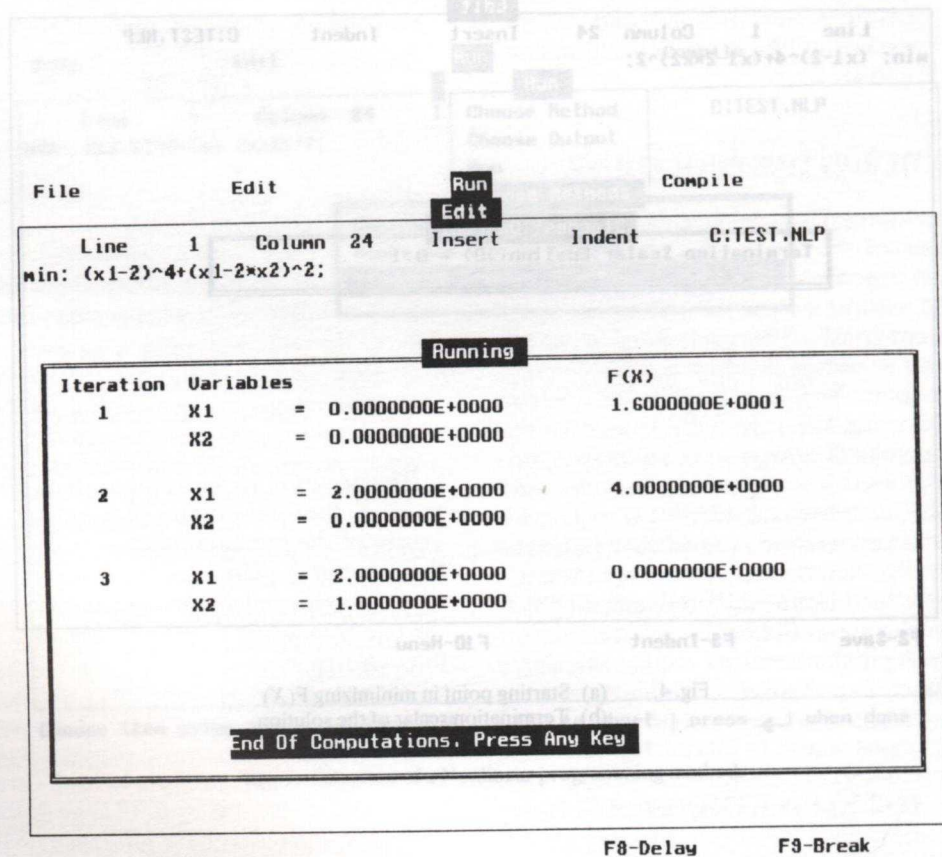 File Edit Run Compile
Edit
Line 1 Column 24 Insert Indent C:TEST.NLP
min: (x1-2)^4+(x1-2*x2)^2;
Running
Iteration Variables F(X)
1 X1 = 0.0000000E+0000 1.6000000E+0001
X2 = 0.0000000E+0000
2 X1 = 2.0000000E+0000 4.0000000E+0000
X2 = 0.0000000E+0000
3 X1 = 2.0000000E+0000 0.0000000E+0000
X2 = 1.0000000E+0000
End Of Computations. Press Any Key
F8-Delay F9-Break